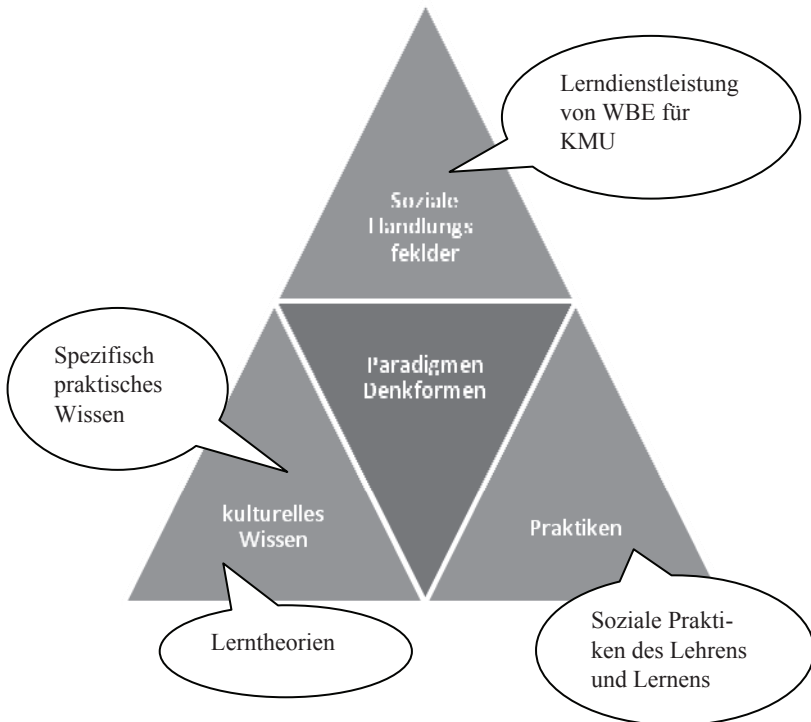 Lerndienstleistung
von WBE für
KMU
Soziale
Handlungs
feklder
Spezifisch
praktisches
Wissen
Paradigmen
Denkformen
kulturelles
Wissen
Praktiken
Lerntheorien
Soziale Prakti-
ken des Lehrens
und Lernens